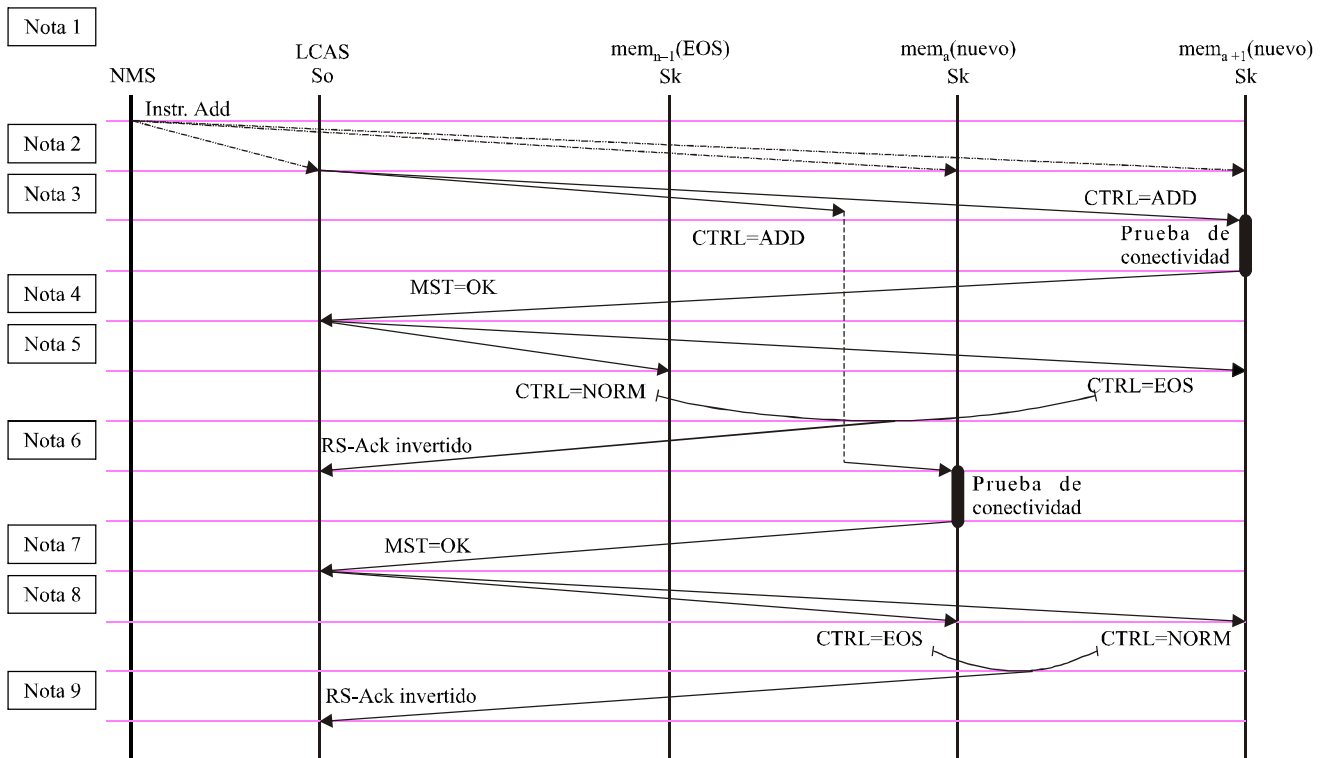 Nota 1
LCAS
mem_{n–1}(EOS)
mem_a(nuevo)
mem_{a+1}(nuevo)
NMS
So
Sk
Sk
Sk
Instr. Add
Nota 2
Nota 3
CTRL=ADD
CTRL=ADD
Prueba de
conectividad
Nota 4
MST=OK
Nota 5
CTRL=NORM
CTRL=EOS
Nota 6
RS-Ack invertido
Prueba de
conectividad
Nota 7
MST=OK
Nota 8
CTRL=EOS
CTRL=NORM
Nota 9
RS-Ack invertido